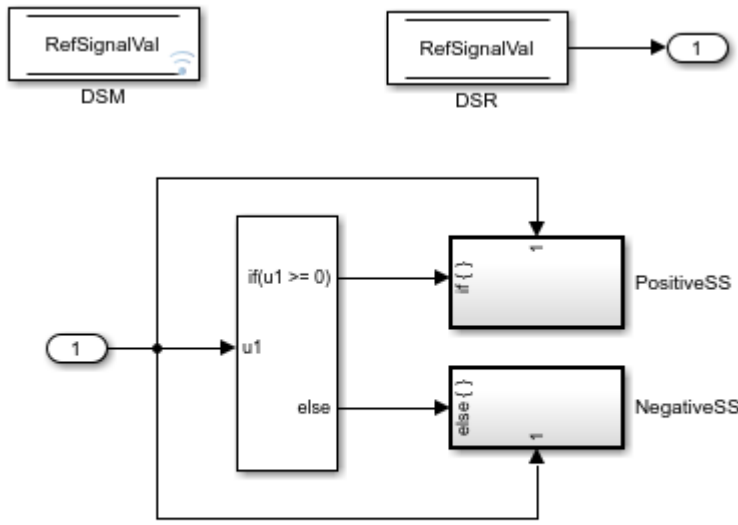 RefSignalVal
DSM
RefSignalVal
DSR
1
1
u1
if(u1 >= 0)
else
if { }
1
PositiveSS
else { }
1
NegativeSS